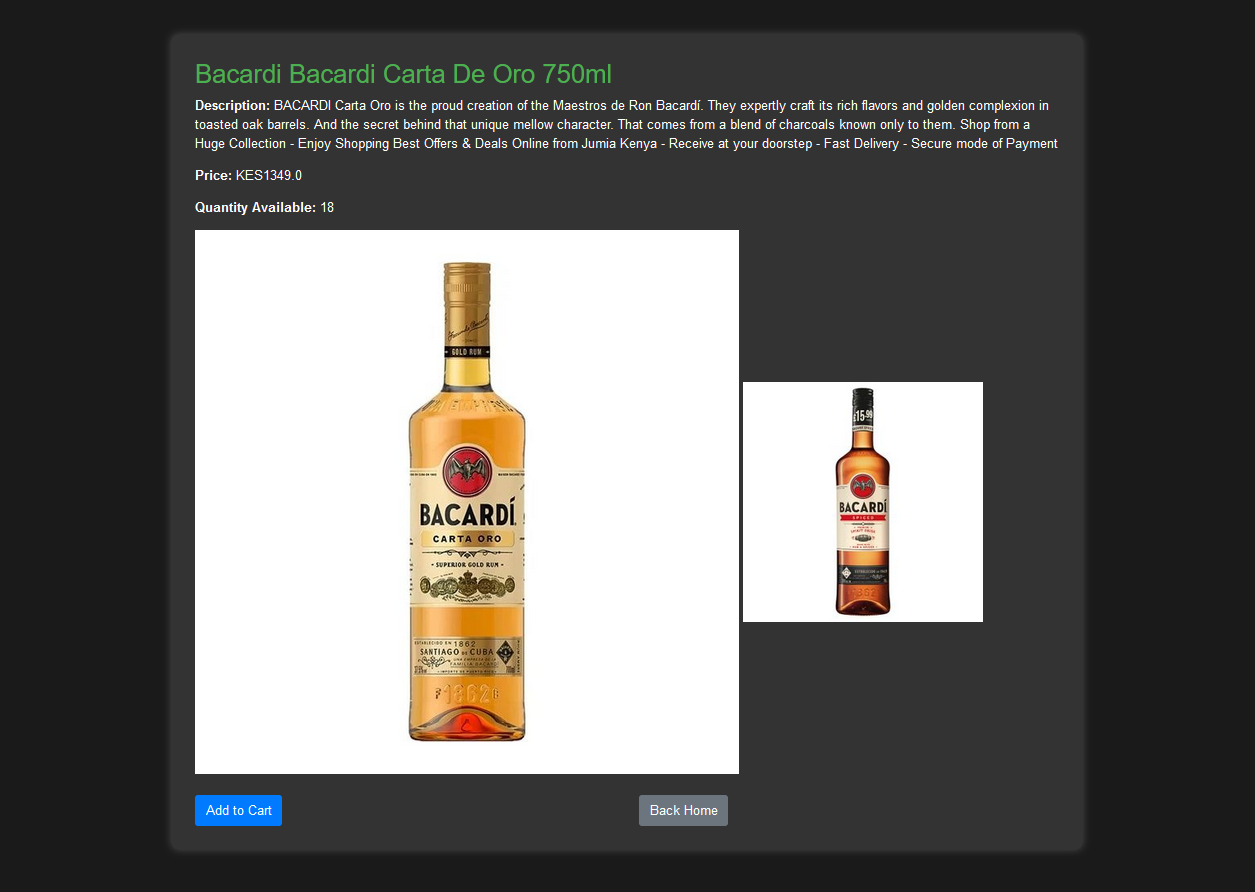 Bacardi Bacardi Carta De Oro 750ml
Description: BACARDI Carta Oro is the proud creation of the Maestros de Ron Bacardí. They expertly craft its rich flavors and golden complexion in
toasted oak barrels. And the secret behind that unique mellow character. That comes from a blend of charcoals known only to them. Shop from a
Huge Collection - Enjoy Shopping Best Offers & Deals Online from Jumia Kenya - Receive at your doorstep - Fast Delivery - Secure mode of Payment
Price: KES1349.0
Quantity Available: 18
GOLD RUM
BACARDÍ
CARTA ORO
SUPERIOR GOLD RUM
ESTABLECIDO EN 1862
SANTIAGO DE CUBA
FAMILIA BACARDÍ
1862
£15.99
BACARDÍ
SPICED
Add to Cart
Back Home